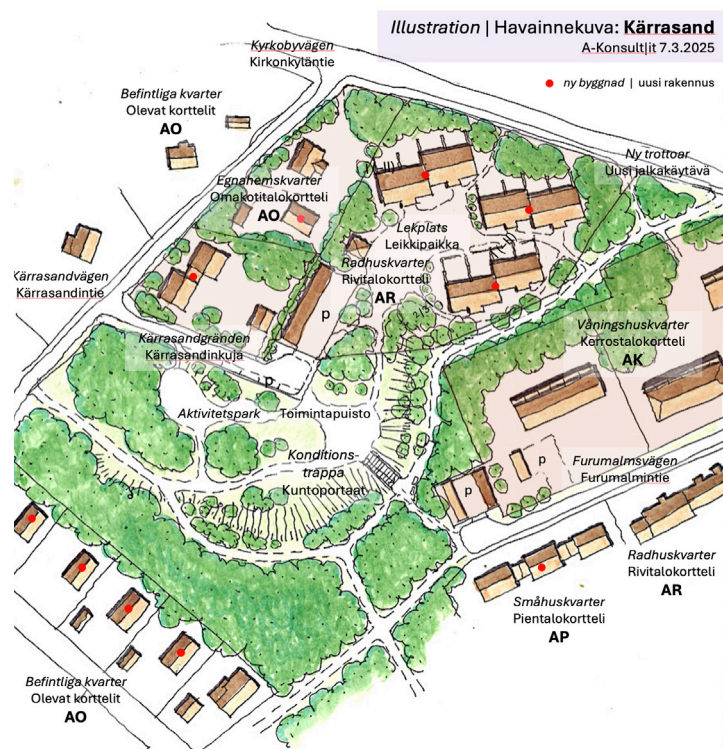 Illustration | Havainnekuva: Kärrasand
A-Konsult|it 7.3.2025
ny byggnad | uusi rakennus
Kyrkobyvägen
Kirkonkyläntie
Befintliga kvarter
Olevat korttelit
AO
Ny trottoar
Uusi jalkakäytävä
Egnahemskvarter
Omakotitalokortteli
AO
Lekplats
Leikkipaikka
Radhuskvarter
Rivitalokortteli
AR
Kärrasandvägen
Kärrasandintie
p
Våningshuskvarter
Kerrostalokortteli
AK
Kärrasandgränden
Kärrasandinkuja
p
Aktivitetspark Toimintapuisto
Konditions-
trappa
Kuntoportaat
p
p
Furumalmsvägen
Furumalmintie
Radhuskvarter
Rivitalokortteli
AR
Småhuskvarter
Pientalokortteli
AP
Befintliga kvarter
Olevat korttelit
AO